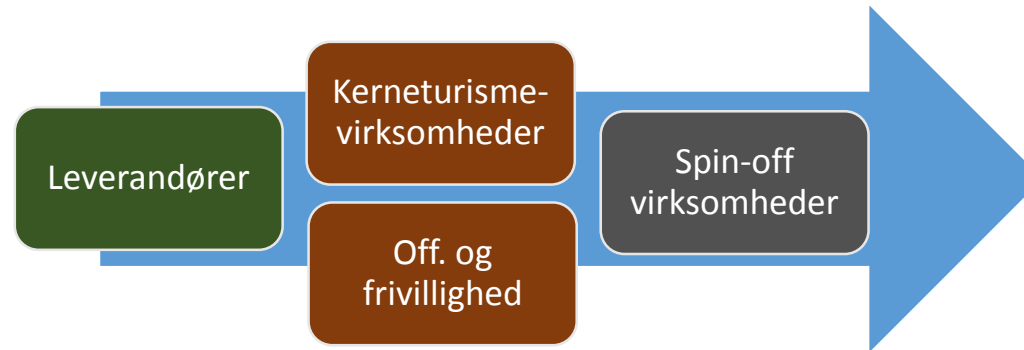 Leverandører
Kerneturisme-
virksomheder
Off. og
frivillighed
Spin-off
virksomheder